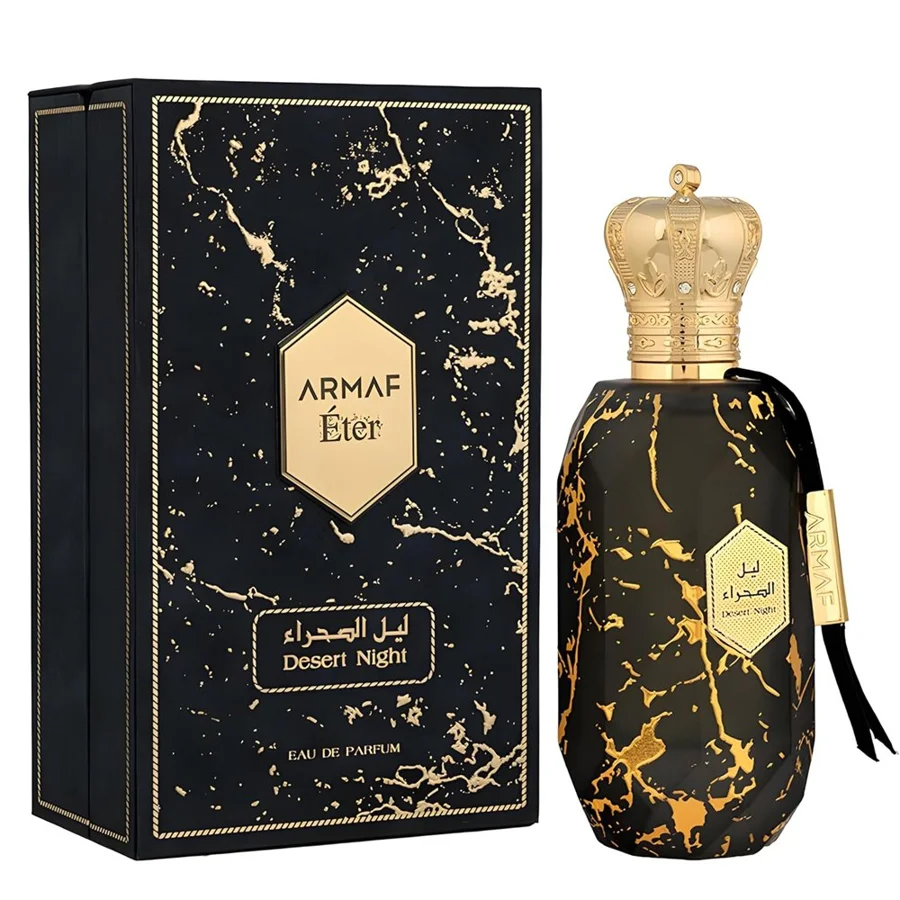 ARMAF
Éter
ليل الصحراء
Desert Night
EAU DE PARFUM
ليل
الصحراء
Desert Night
ARMAF